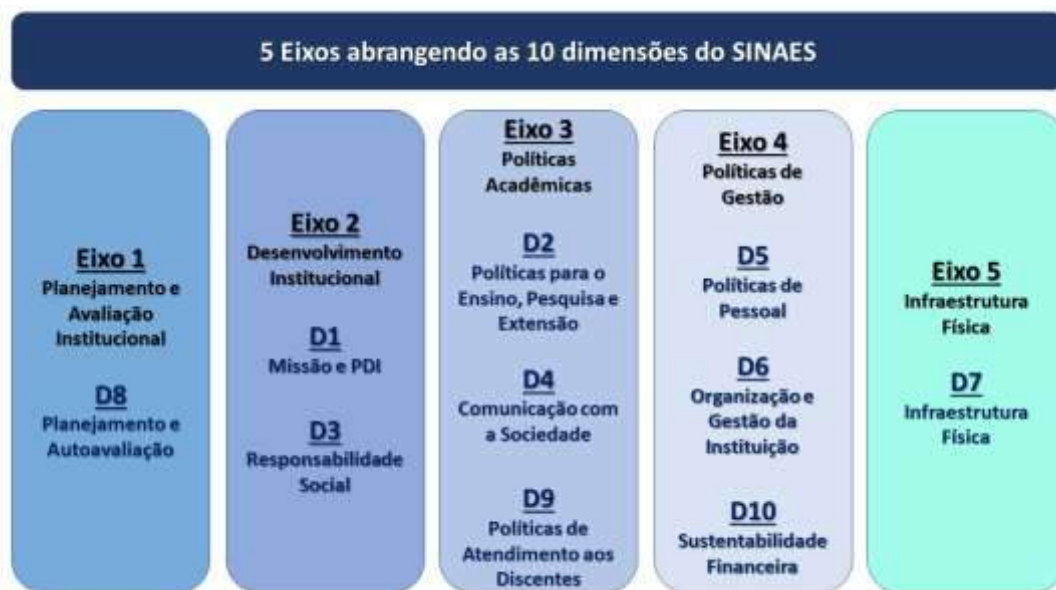 5 Eixos abrangendo as 10 dimensões do SINAES
Eixo 1
Planejamento e
Avaliação
Institucional
D8
Planejamento e
Autoavaliação
Eixo 2
Desenvolvimento
Institucional
D1
Missão e PDI
D3
Responsabilidade
Social
Eixo 3
Políticas
Acadêmicas
D2
Políticas para o
Ensino, Pesquisa e
Extensão
D4
Comunicação com
a Sociedade
D9
Políticas de
Atendimento aos
Discentes
Eixo 4
Políticas de
Gestão
D5
Políticas de
Pessoal
D6
Organização e
Gestão da
Instituição
D10
Sustentabilidade
Financeira
Eixo 5
Infraestrutura
Física
D7
Infraestrutura
Física